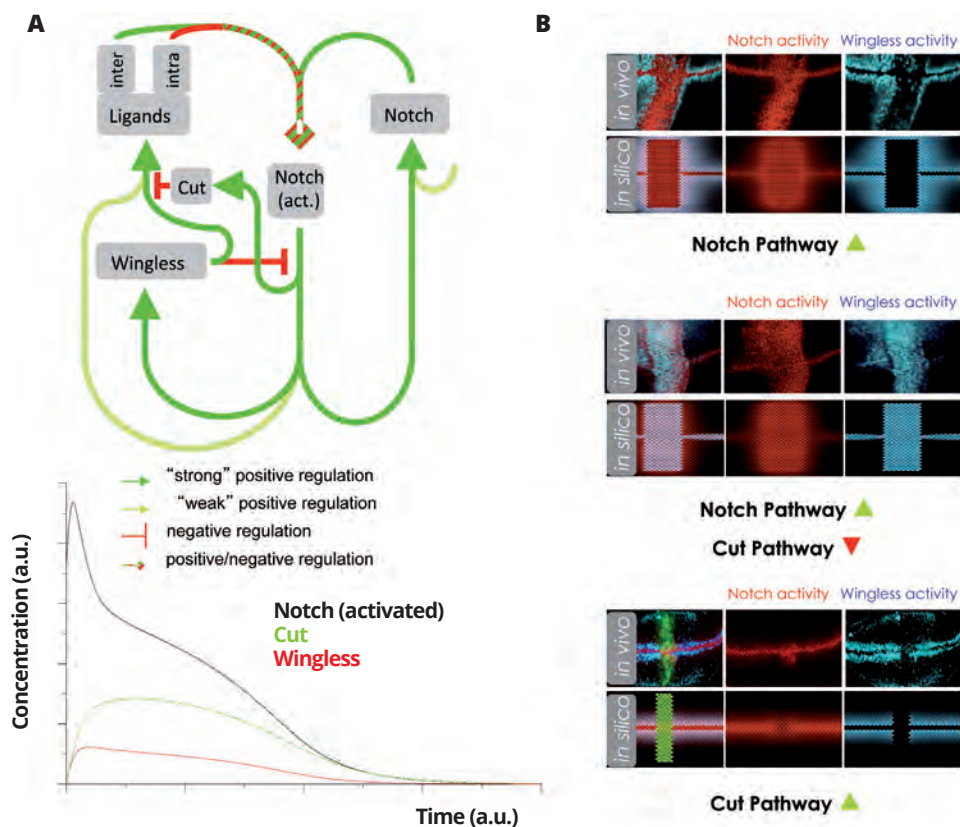 A
inter
intra
Ligands
Notch
Cut
Notch
(act.)
Wingless
"strong" positive regulation
"weak" positive regulation
negative regulation
positive/negative regulation
Concentration (a.u.)
Notch (activated)
Cut
Wingless
Time (a.u.)
B
Notch activity Wingless activity
in vivo
in silico
Notch Pathway
Notch activity Wingless activity
in vivo
in silico
Notch Pathway
Cut Pathway
Notch activity Wingless activity
in vivo
in silico
Cut Pathway